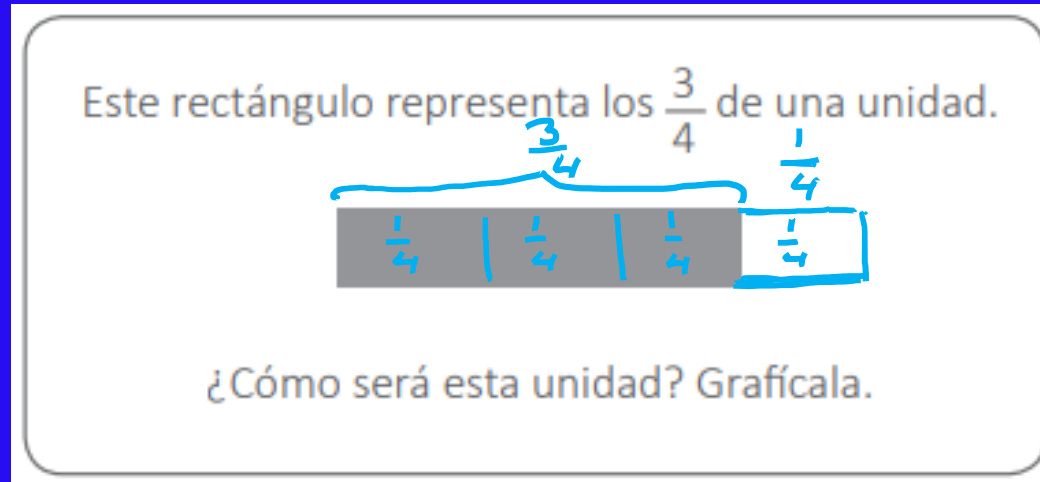 Este rectángulo representa los 3/4 de una unidad.
3/4 1/4
1/4 | 1/4 | 1/4 1/4
¿Cómo será esta unidad? Grafícala.